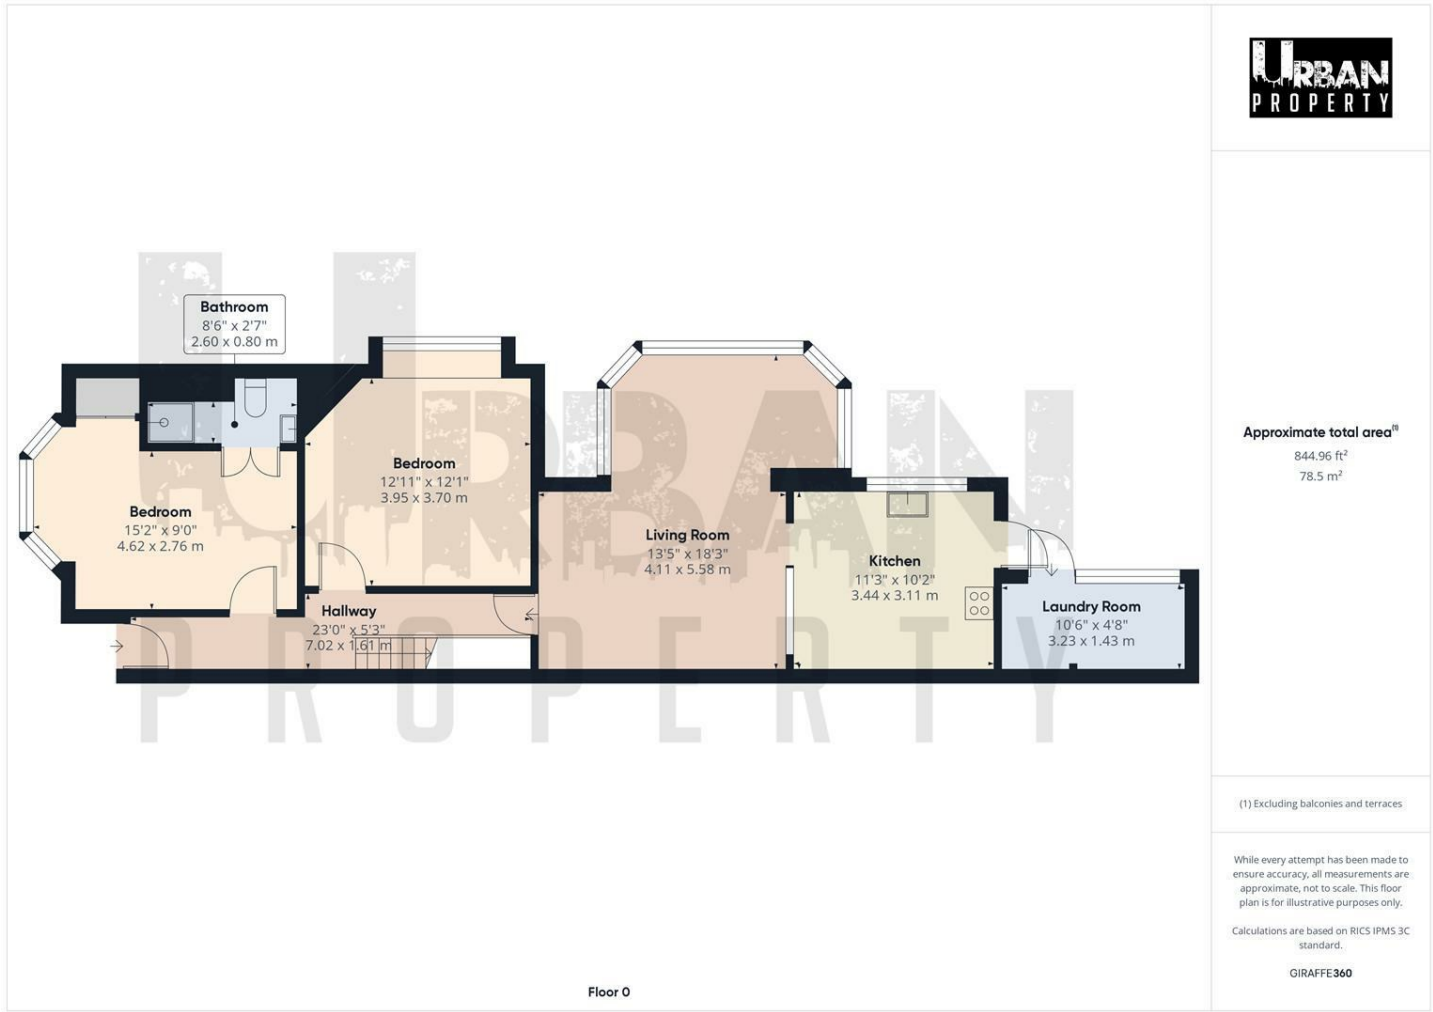 URBAN
PROPERTY
Bathroom
8'6" x 2'7"
2.60 x 0.80 m
Bedroom
12'11" x 12'1"
3.95 x 3.70 m
Bedroom
15'2" x 9'0"
4.62 x 2.76 m
Living Room
13'5" x 18'3"
4.11 x 5.58 m
Kitchen
11'3" x 10'2"
3.44 x 3.11 m
Hallway
23'0" x 5'3"
7.02 x 1.61 m
Laundry Room
10'6" x 4'8"
3.23 x 1.43 m
URBAN
PROPERTY
Floor 0
Approximate total area(1)
844.96 ft²
78.5 m²
(1) Excluding balconies and terraces
While every attempt has been made to
ensure accuracy, all measurements are
approximate, not to scale. This floor
plan is for illustrative purposes only.
Calculations are based on RICS IPMS 3C
standard.
GIRAFFE360